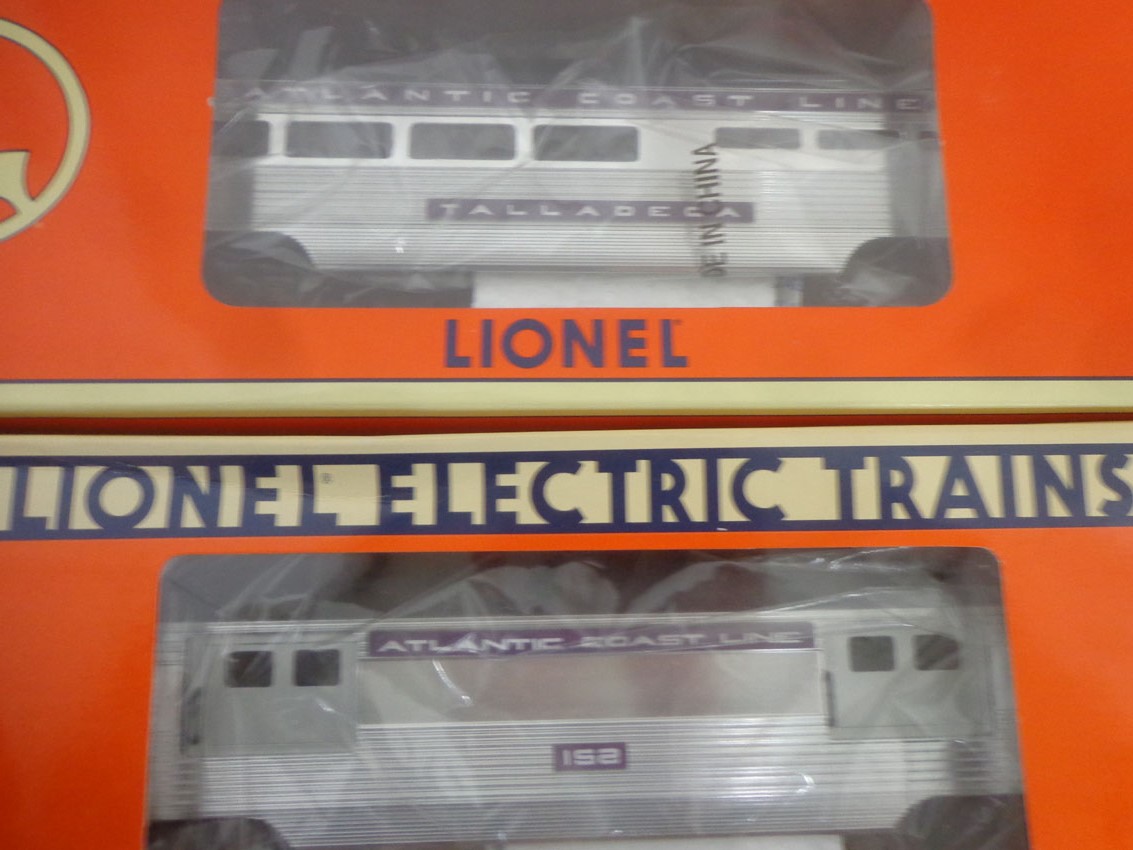 ATLANTIC COAST LINE
TALLADEGA
DE IN CHINA
LIONEL
LIONEL ELECTRIC TRAINS
ATLANTIC COAST LINE
152